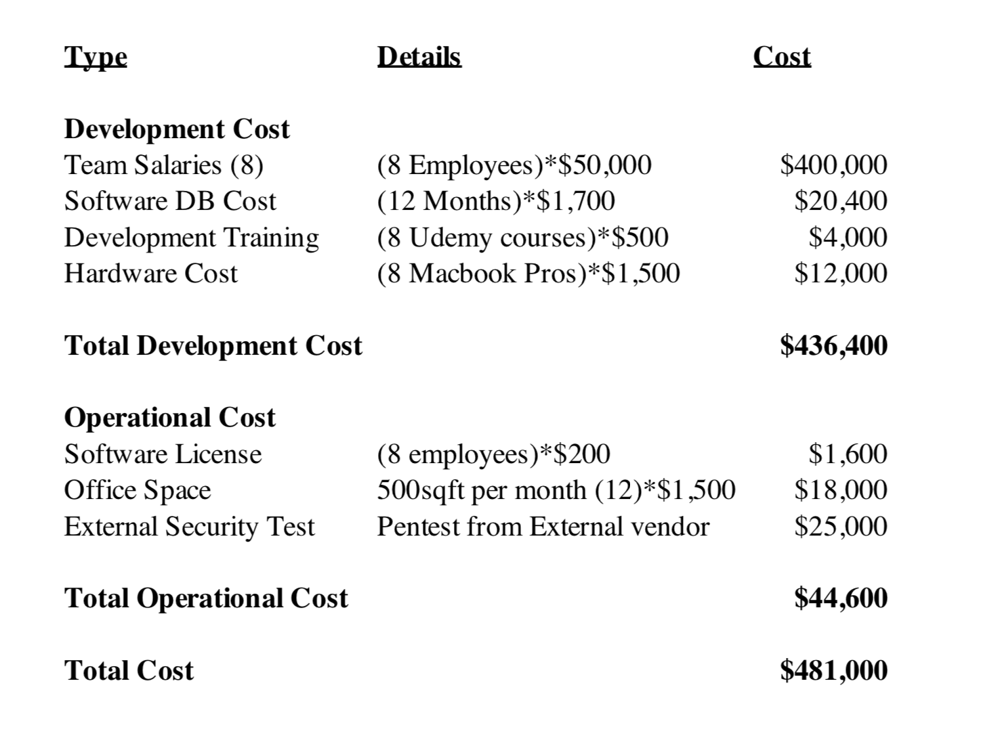 Type Details Cost
Development Cost
Team Salaries (8) (8 Employees)*$50,000 $400,000
Software DB Cost (12 Months)*$1,700 $20,400
Development Training (8 Udemy courses)*$500 $4,000
Hardware Cost (8 Macbook Pros)*$1,500 $12,000
Total Development Cost $436,400
Operational Cost
Software License (8 employees)*$200 $1,600
Office Space 500sqft per month (12)*$1,500 $18,000
External Security Test Pentest from External vendor $25,000
Total Operational Cost $44,600
Total Cost $481,000